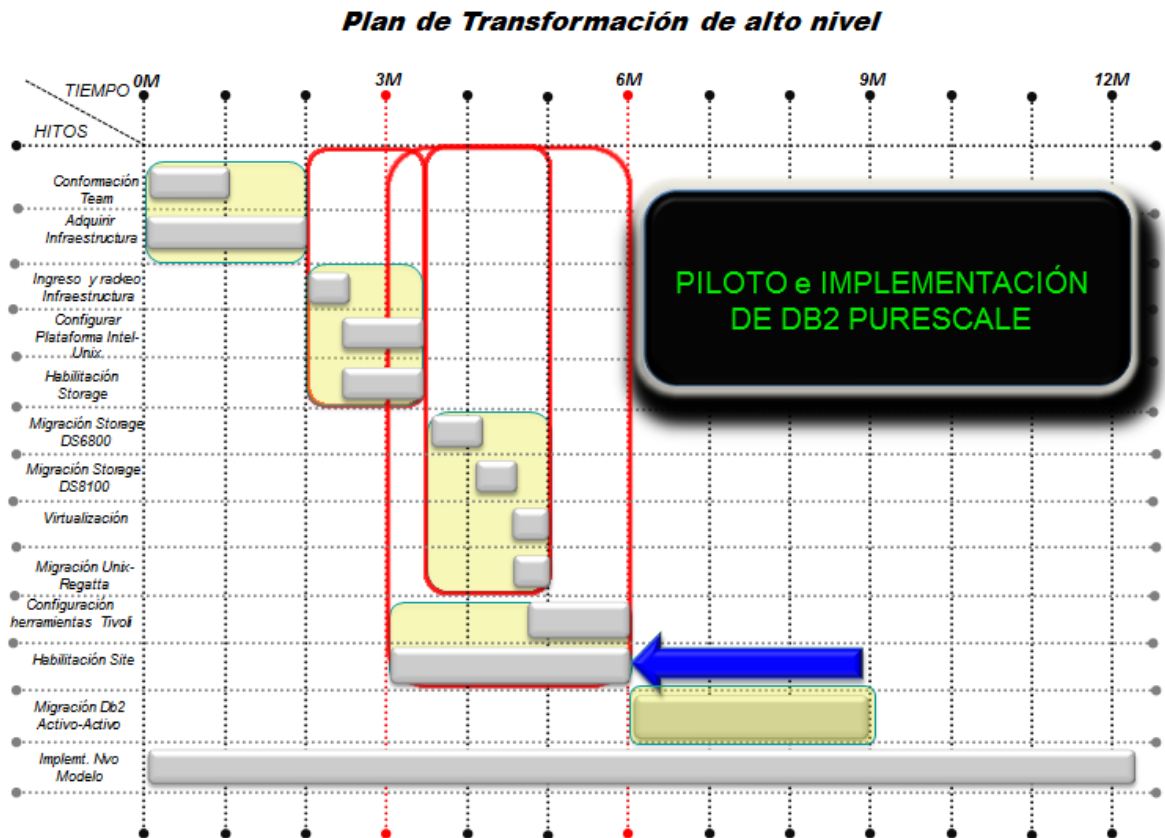 Plan de Transformación de alto nivel
TIEMPO
0M
3M
6M
9M
12M
HITOS
Conformación
Team
Adquirir
Infraestructura
Ingreso y rackeo
Infraestructura
Configurar
Plataforma Intel-
Unix
Habilitación
Storage
Migración Storage
DS6800
Migración Storage
DS8100
Virtualización
Migración Unix-
Regatta
Configuración
herramientas Tivoli
Habilitación Site
Migración Db2
Activo-Activo
Implemt. Nvo
Modelo
PILOTO e IMPLEMENTACIÓN
DE DB2 PURESCALE